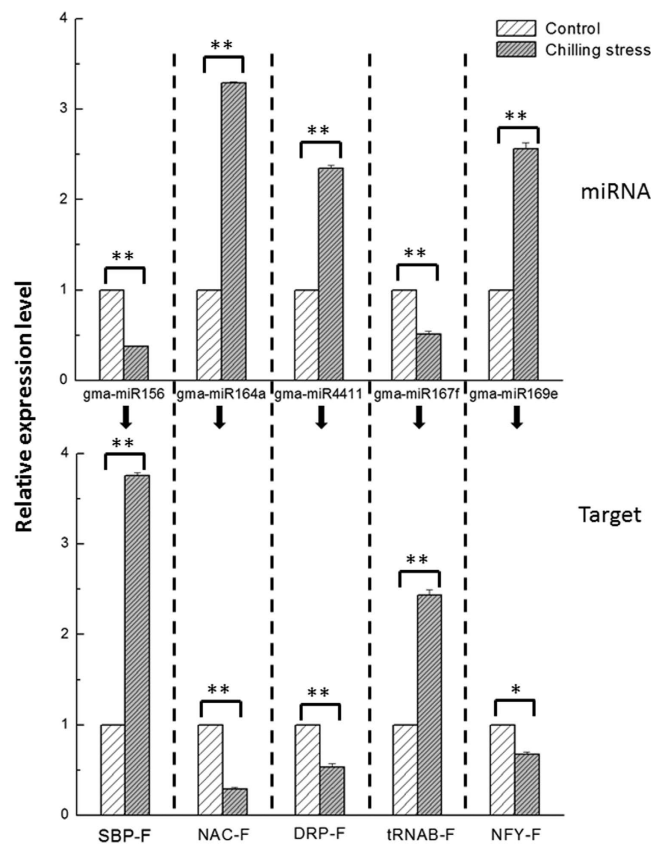 Control
Chilling stress
4
3
2
1
0
** ** ** ** **
miRNA
Relative expression level
gma-miR156 gma-miR164a gma-miR4411 gma-miR167f gma-miR169e
4
3
2
1
0
** ** ** ** *
Target
SBP-F NAC-F DRP-F tRNAB-F NFY-F